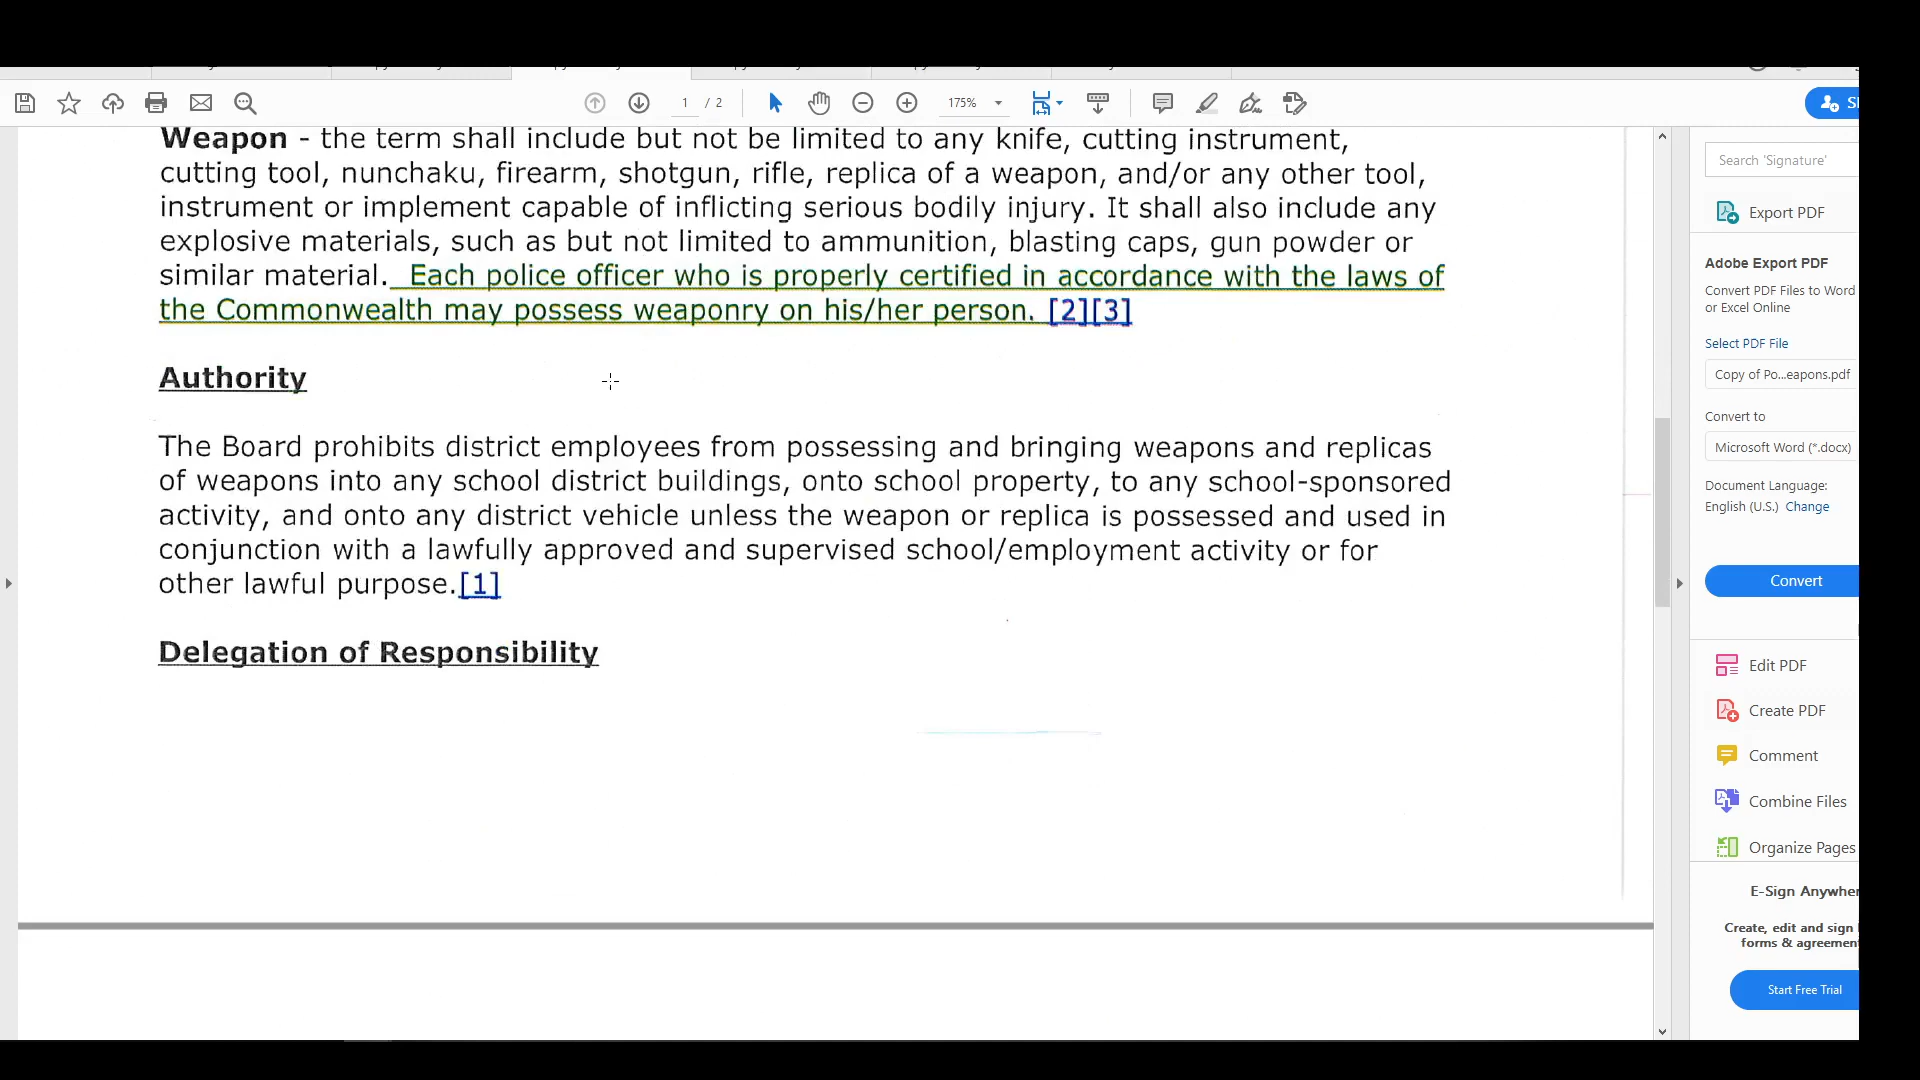 1 / 2
175%
Weapon - the term shall include but not be limited to any knife, cutting instrument,
cutting tool, nunchaku, firearm, shotgun, rifle, replica of a weapon, and/or any other tool,
instrument or implement capable of inflicting serious bodily injury. It shall also include any
explosive materials, such as but not limited to ammunition, blasting caps, gun powder or
similar material. Each police officer who is properly certified in accordance with the laws of
the Commonwealth may possess weaponry on his/her person. [2][3]
Authority
The Board prohibits district employees from possessing and bringing weapons and replicas
of weapons into any school district buildings, onto school property, to any school-sponsored
activity, and onto any district vehicle unless the weapon or replica is possessed and used in
conjunction with a lawfully approved and supervised school/employment activity or for
other lawful purpose.[1]
Delegation of Responsibility
Search 'Signature'
Export PDF
Adobe Export PDF
Convert PDF Files to Word
or Excel Online
Select PDF File
Copy of Po...eapons.pdf
Convert to
Microsoft Word (*.docx)
Document Language:
English (U.S.) Change
Convert
Edit PDF
Create PDF
Comment
Combine Files
Organize Pages
E-Sign Anywher
Create, edit and sign
forms & agreement
Start Free Trial